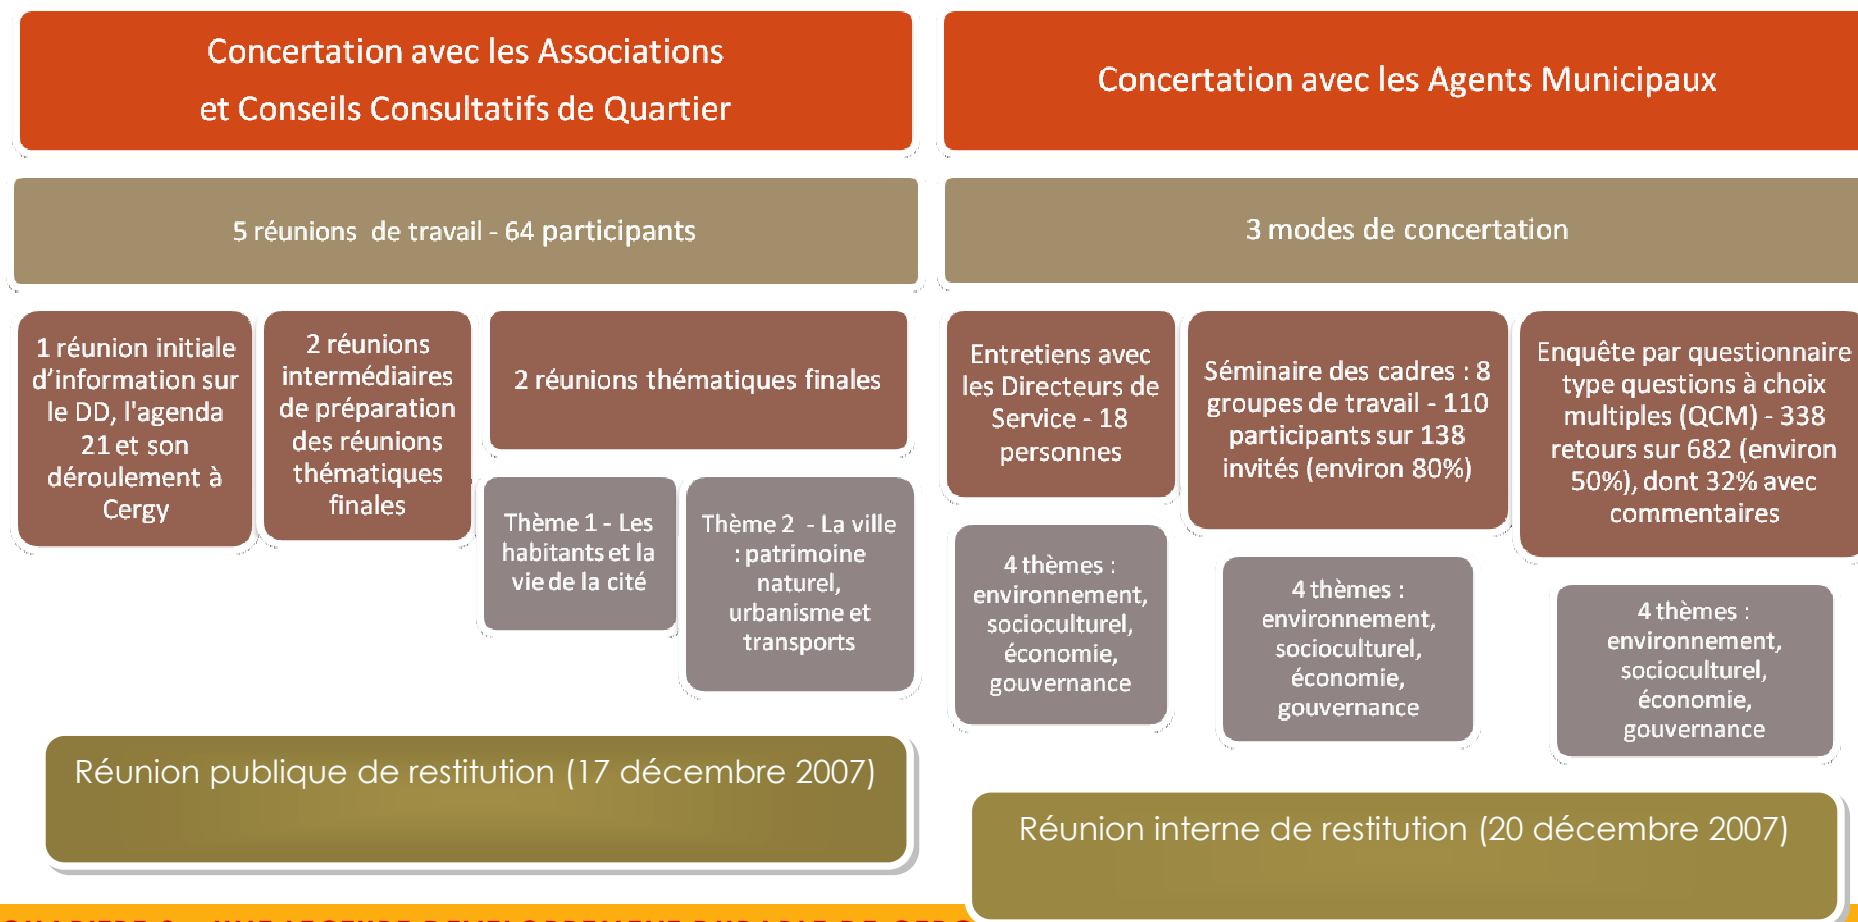 Concertation avec les Associations
et Conseils Consultatifs de Quartier
5 réunions de travail - 64 participants
1 réunion initiale
d'information sur
le DD, l'agenda
21 et son
déroulement à
Cergy
2 réunions
intermédiaires
de préparation
des réunions
thématiques
finales
2 réunions thématiques finales
Thème 1 - Les
habitants et la
vie de la cité
Thème 2 - La ville
: patrimoine
naturel,
urbanisme et
transports
Réunion publique de restitution (17 décembre 2007)
Concertation avec les Agents Municipaux
3 modes de concertation
Entretiens avec
les Directeurs de
Service - 18
personnes
4 thèmes :
environnement,
socioculturel,
économie,
gouvernance
Séminaire des cadres : 8
groupes de travail - 110
participants sur 138
invités (environ 80%)
4 thèmes :
environnement,
socioculturel,
économie,
gouvernance
Enquête par questionnaire
type questions à choix
multiples (QCM) - 338
retours sur 682 (environ
50%), dont 32% avec
commentaires
4 thèmes :
environnement,
socioculturel,
économie,
gouvernance
Réunion interne de restitution (20 décembre 2007)